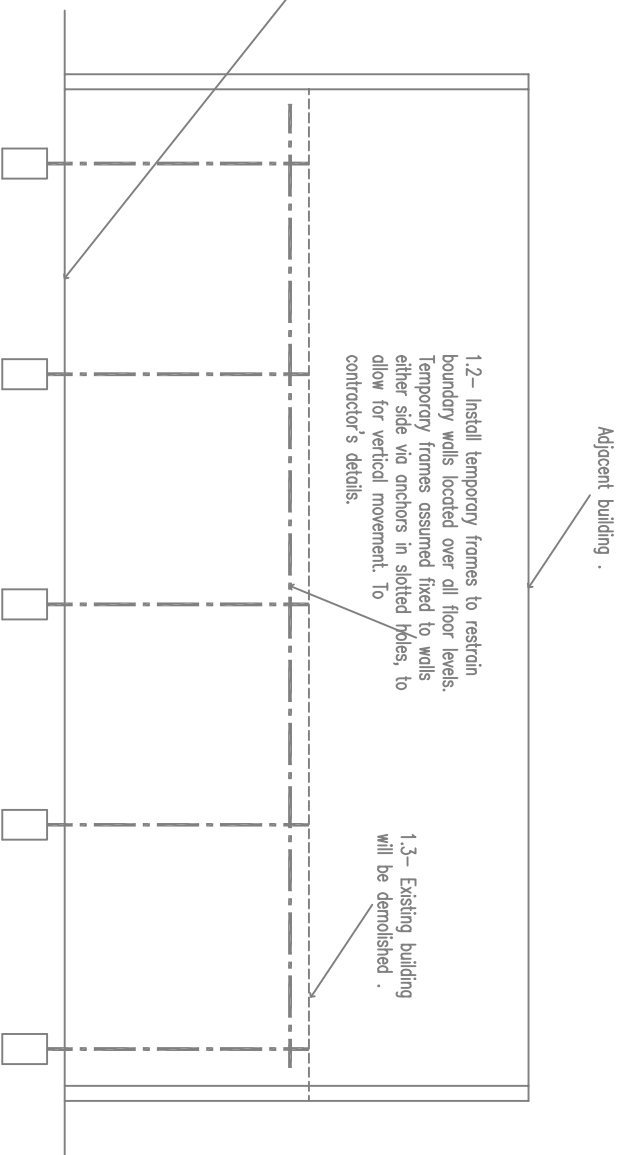 Adjacent building .
1.2- Install temporary frames to restrain
boundary walls located over all floor levels.
Temporary frames assumed fixed to walls
either side via anchors in slotted holes, to
allow for vertical movement. To
contractor's details.
1.3- Existing building
will be demolished .